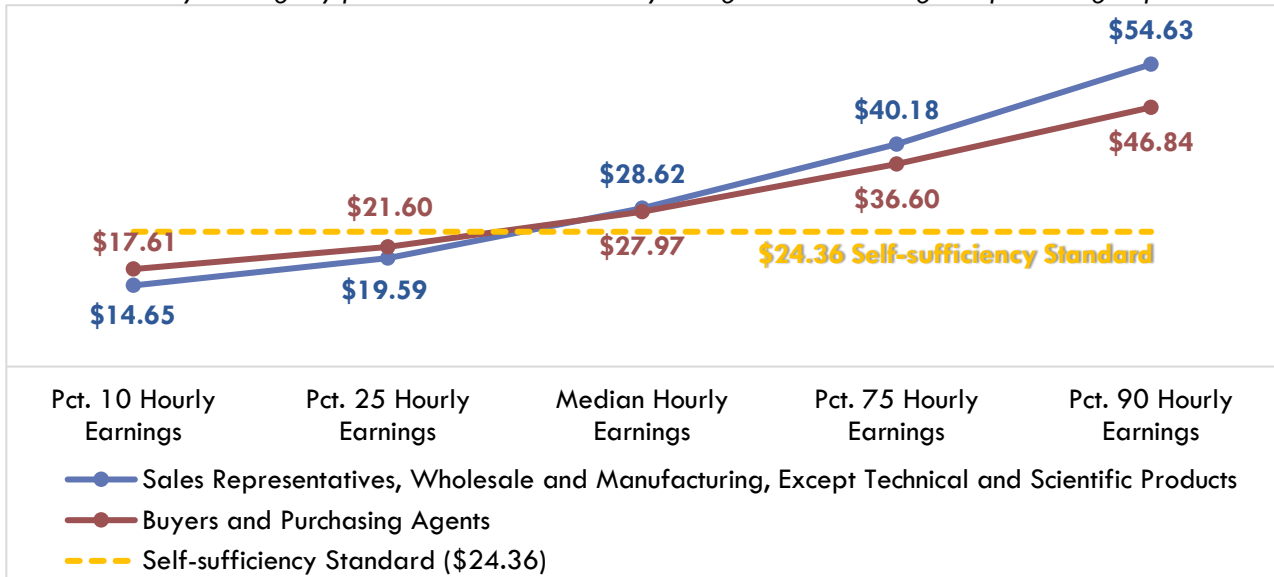 $54.63
$40.18
$46.84
$28.62
$36.60
$21.60
$17.61
$27.97
$24.36 Self-sufficiency Standard
$19.59
$14.65
Pct. 10 Hourly
Earnings
Pct. 25 Hourly
Earnings
Median Hourly
Earnings
Pct. 75 Hourly
Earnings
Pct. 90 Hourly
Earnings
Sales Representatives, Wholesale and Manufacturing, Except Technical and Scientific Products
Buyers and Purchasing Agents
Self-sufficiency Standard ($24.36)